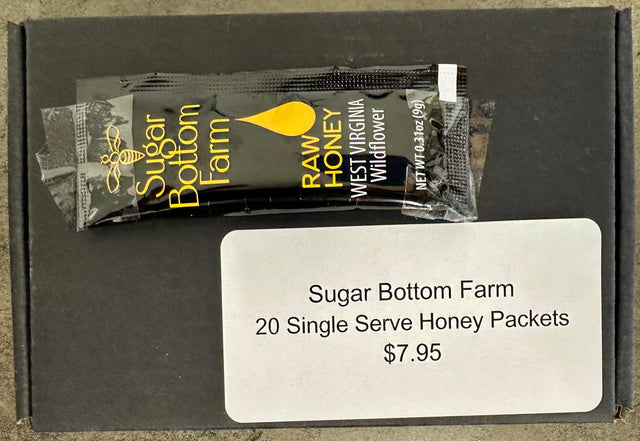 Sugar
Bottom
Farm
RAW
HONEY
WEST VIRGINIA
Wildflower
NET WT 0.31oz (9g)
Sugar Bottom Farm
20 Single Serve Honey Packets
$7.95